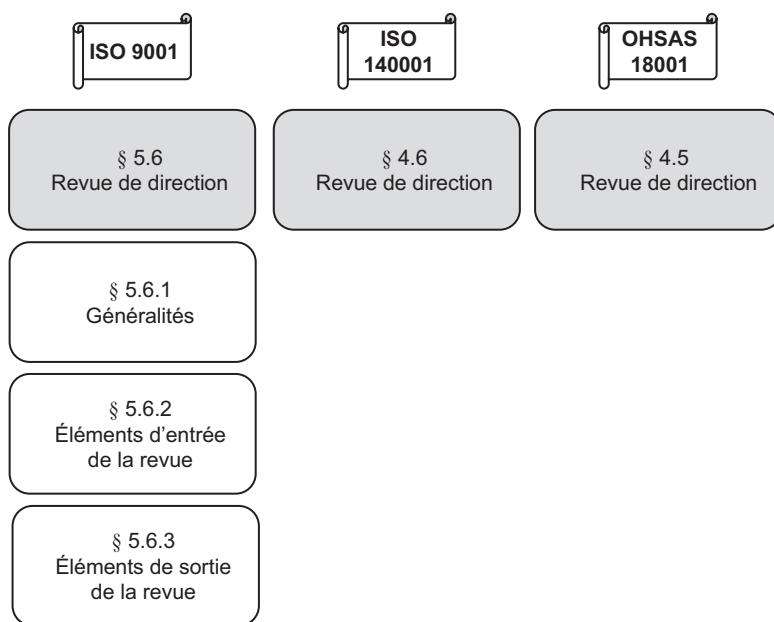 ISO 9001
ISO
140001
OHSAS
18001
§ 5.6
Revue de direction
§ 4.6
Revue de direction
§ 4.5
Revue de direction
§ 5.6.1
Généralités
§ 5.6.2
Éléments d’entrée
de la revue
§ 5.6.3
Éléments de sortie
de la revue